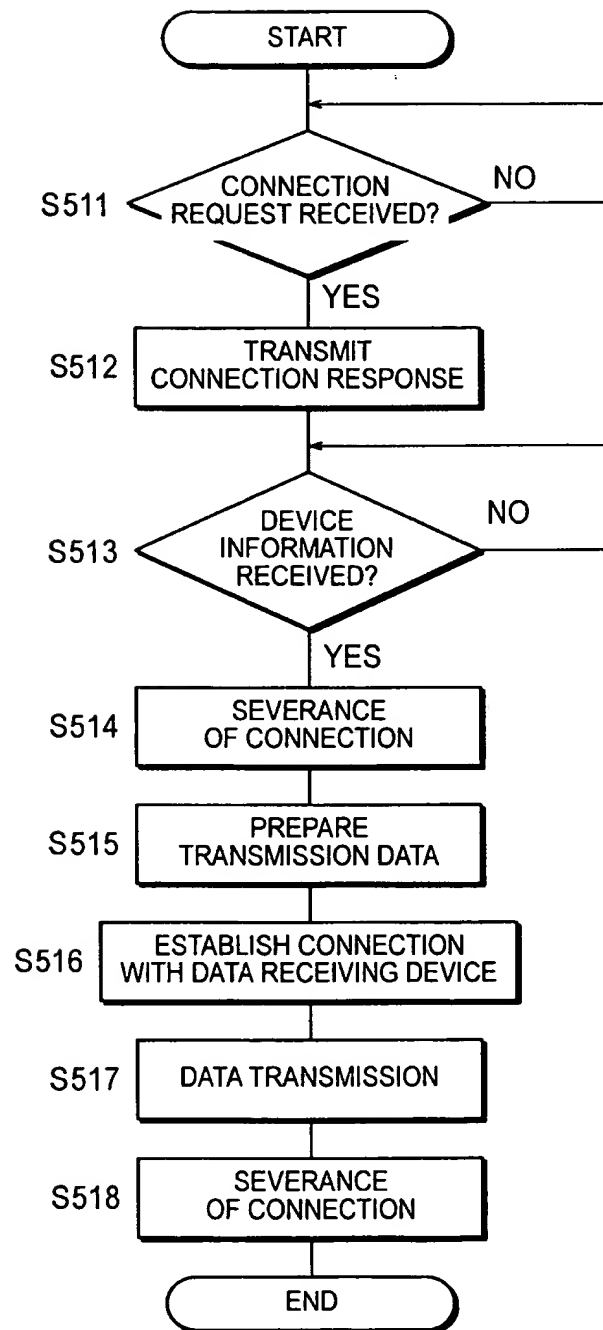 START
S511
CONNECTION
REQUEST RECEIVED?
NO
YES
S512
TRANSMIT
CONNECTION RESPONSE
S513
DEVICE
INFORMATION
RECEIVED?
NO
YES
S514
SEVERANCE
OF CONNECTION
S515
PREPARE
TRANSMISSION DATA
S516
ESTABLISH CONNECTION
WITH DATA RECEIVING DEVICE
S517
DATA TRANSMISSION
S518
SEVERANCE
OF CONNECTION
END